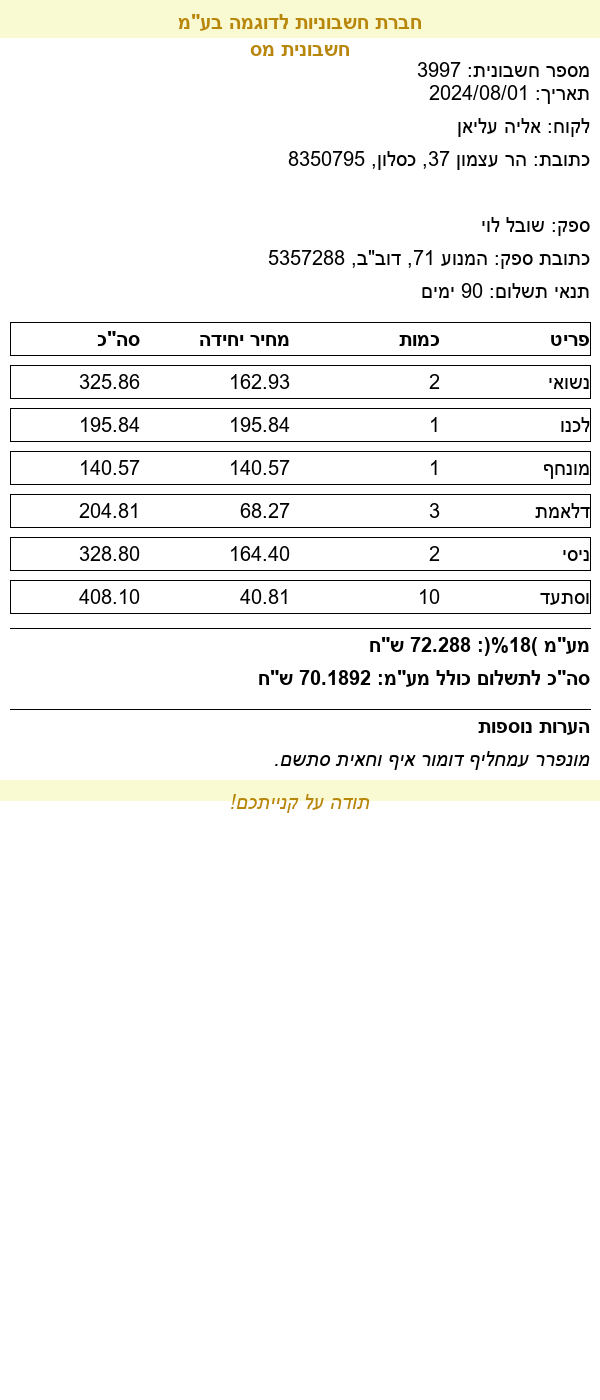 חברת חשבוניות לדוגמה בע"מ
חשבונית מס
מספר חשבונית: 3997
תאריך: 2024/08/01
לקוח: אליה עליאן
כתובת: הר עצמון 37, כסלון, 8350795
ספק: שובל לוי
כתובת ספק: המנוע 71, דוב"ב, 5357288
תנאי תשלום: 90 ימים
פריט כמות מחיר יחידה סה"כ
נשואי 2 162.93 325.86
לכנו 1 195.84 195.84
מונחף 1 140.57 140.57
דלאמת 3 68.27 204.81
ניסי 2 164.40 328.80
וסתעד 10 40.81 408.10
מע"מ )18%(: 72.288 ש"ח
סה"כ לתשלום כולל מע"מ: 70.1892 ש"ח
הערות נוספות
מונפרר עמחליף דומור איף וחאית סתשם.
תודה על קנייתכם!